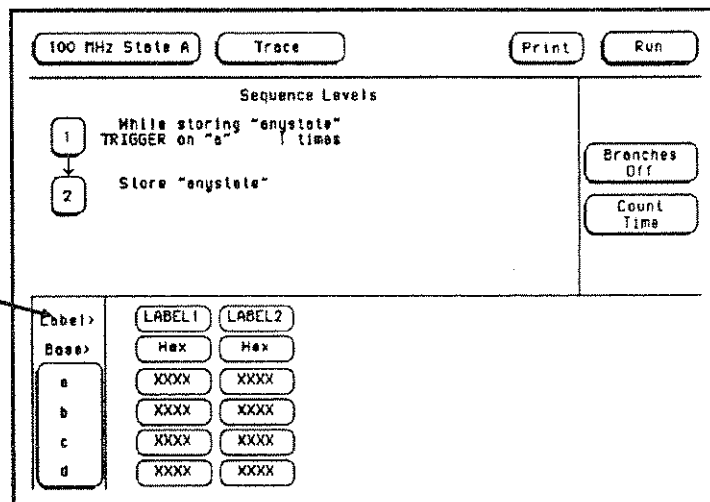 100 MHz State A Trace Print Run
Sequence Levels
1 While storing "anystate"
TRIGGER on "a" 1 times
2 Store "anystate"
Branches
Off
Count
Time
Label> LABEL1 LABEL2
Base> Hex Hex
a XXXX XXXX
b XXXX XXXX
c XXXX XXXX
d XXXX XXXX